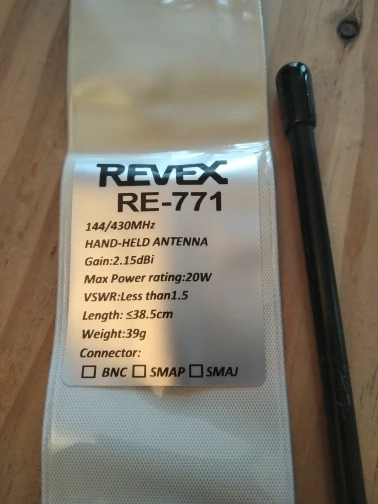 REVEX
RE-771
144/430MHz
HAND-HELD ANTENNA
Gain:2.15dBi
Max Power rating:20W
VSWR:Less than1.5
Length: ≤38.5cm
Weight:39g
Connector:
☐ BNC ☐ SMAP ☐ SMAJ